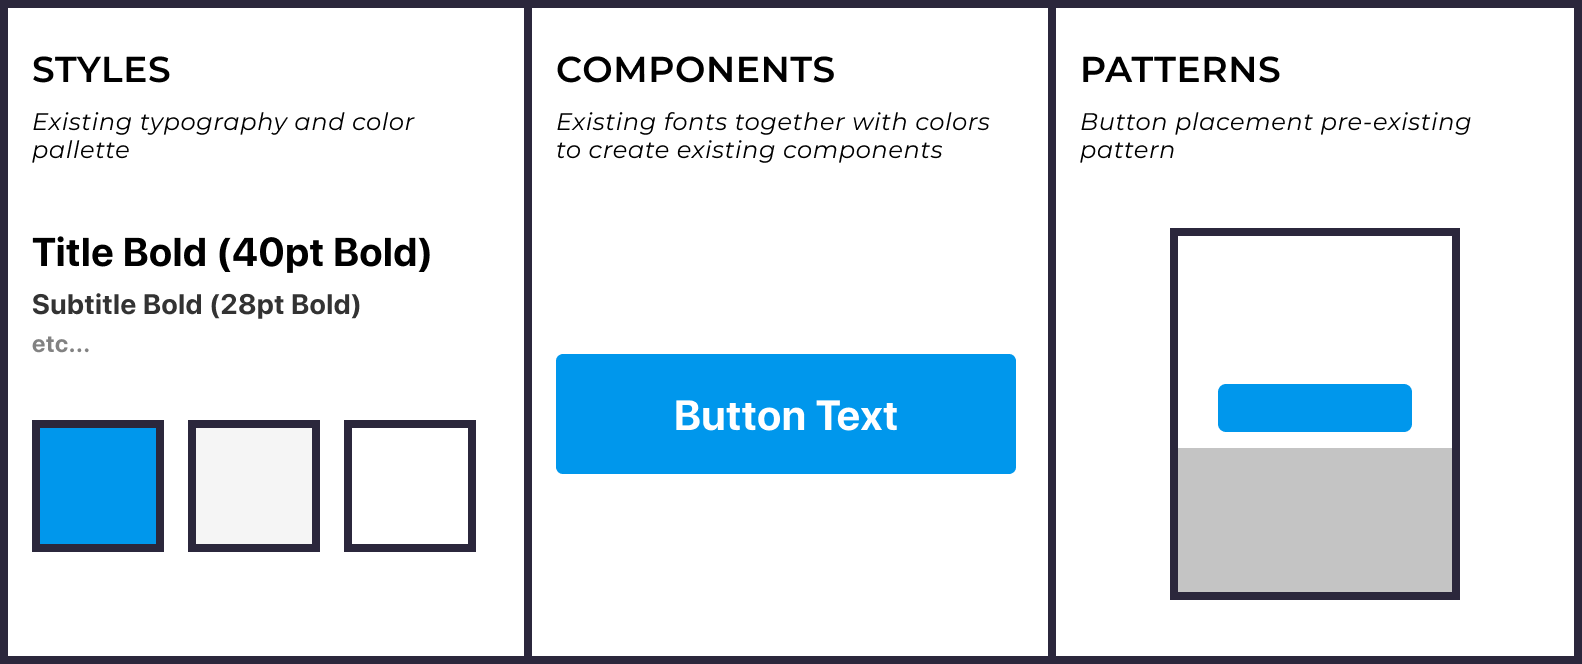 STYLES
Existing typography and color
pallette
Title Bold (40pt Bold)
Subtitle Bold (28pt Bold)
etc...
COMPONENTS
Existing fonts together with colors
to create existing components
Button Text
PATTERNS
Button placement pre-existing
pattern